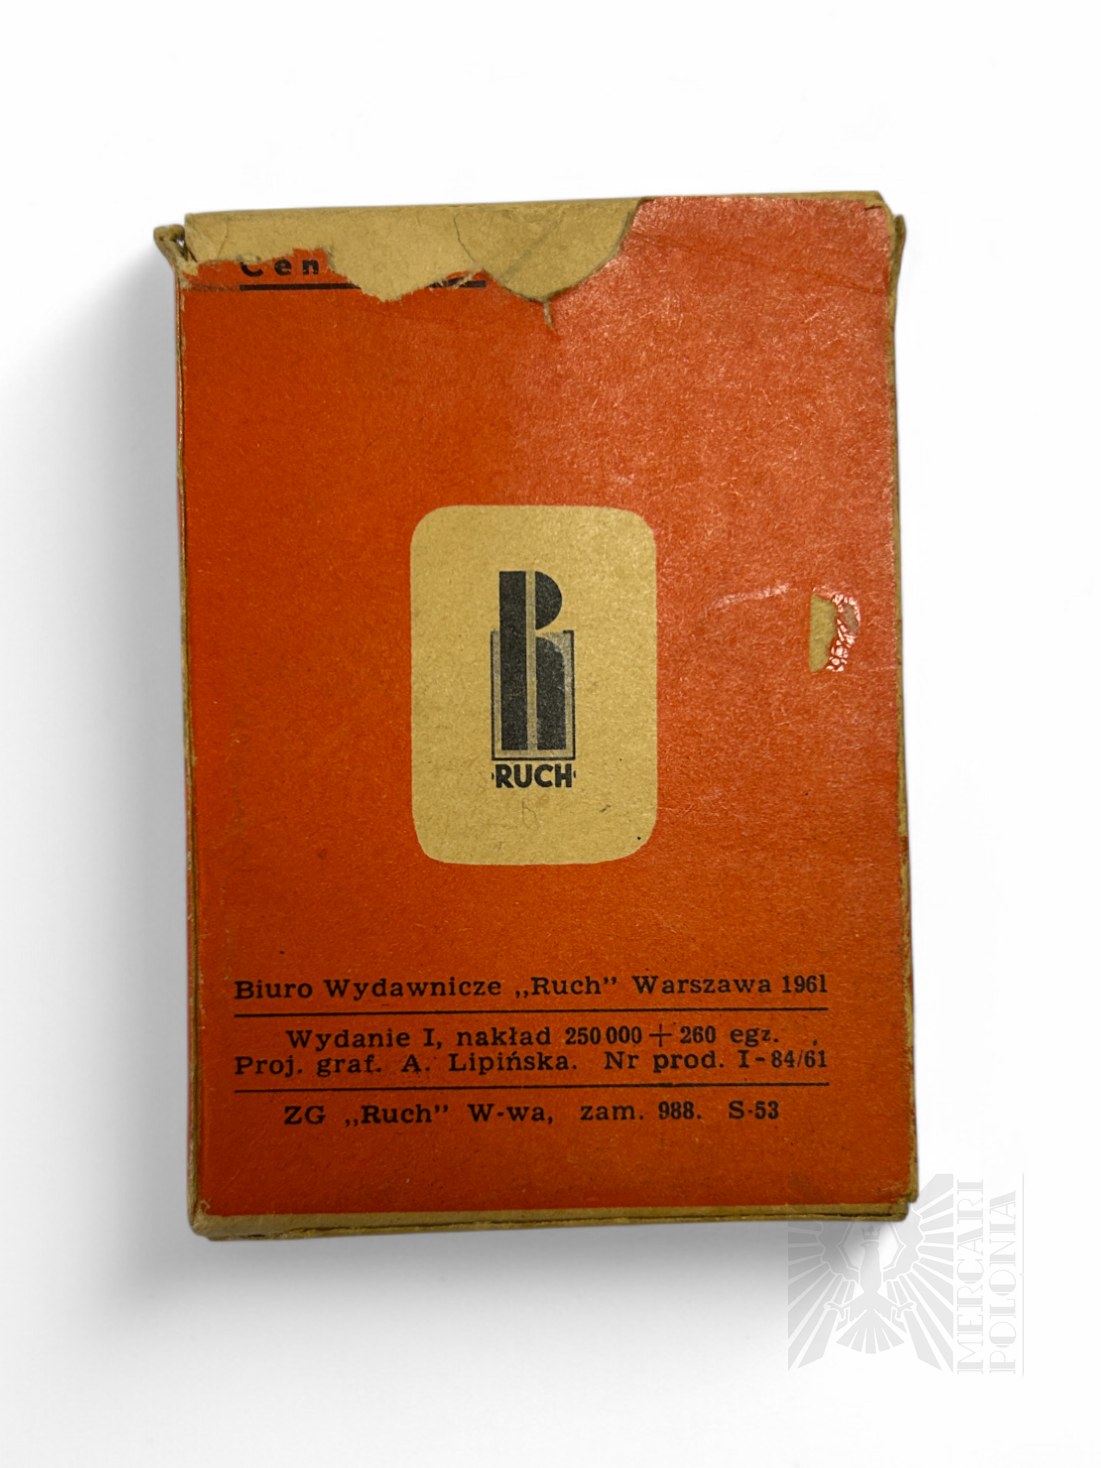 Cen
RUCH
Biuro Wydawnicze „Ruch” Warszawa 1961
Wydanie I, nakład 250 000 + 260 egz.
Proj. graf. A. Lipińska. Nr prod. I-84/61
ZG „Ruch” W-wa, zam. 988. S-53
MERCARI
POLONIA